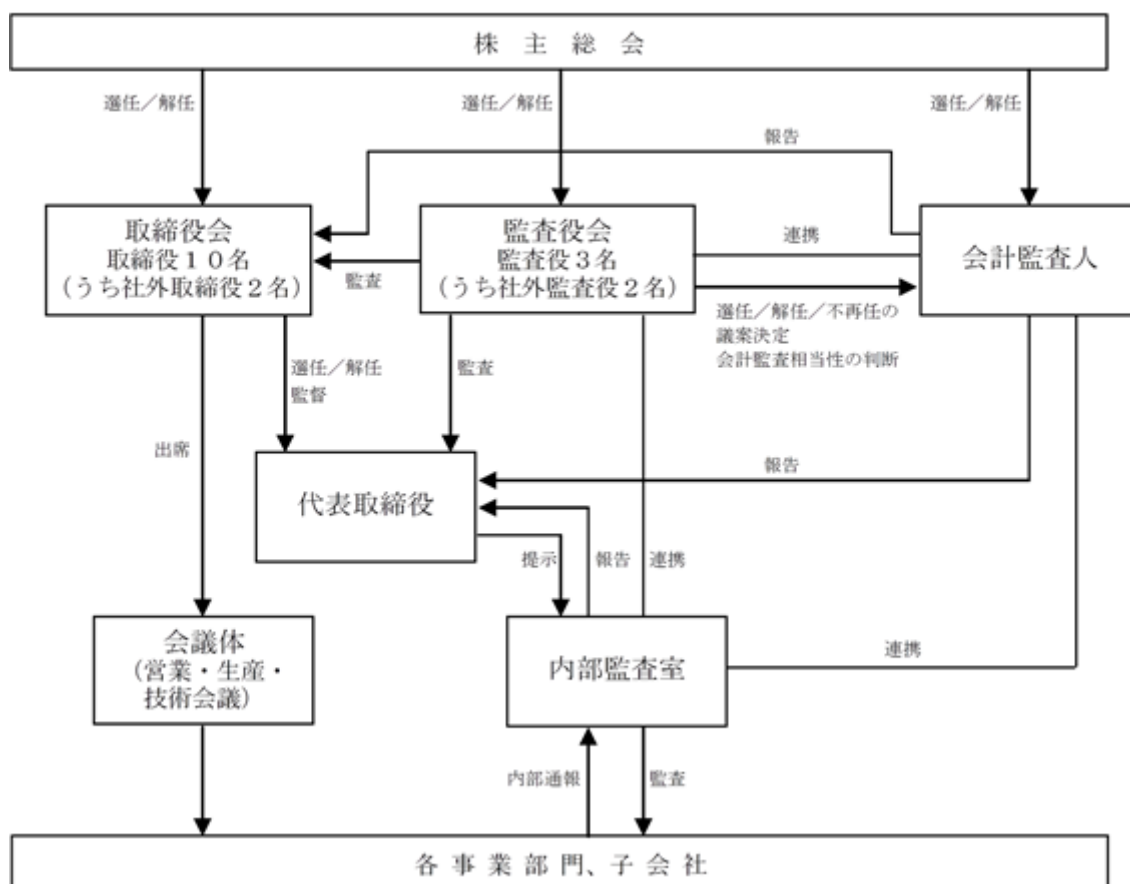 株主総会
選任／解任
選任／解任
選任／解任
報告
取締役会
取締役１０名
（うち社外取締役２名）
監査
監査役会
監査役３名
（うち社外監査役２名）
連携
会計監査人
選任／解任／不再任の
議案決定
会計監査相当性の判断
選任／解任
監督
監査
出席
報告
代表取締役
提示
報告
連携
会議体
（営業・生産・
技術会議）
内部監査室
連携
内部通報
監査
各事業部門、子会社